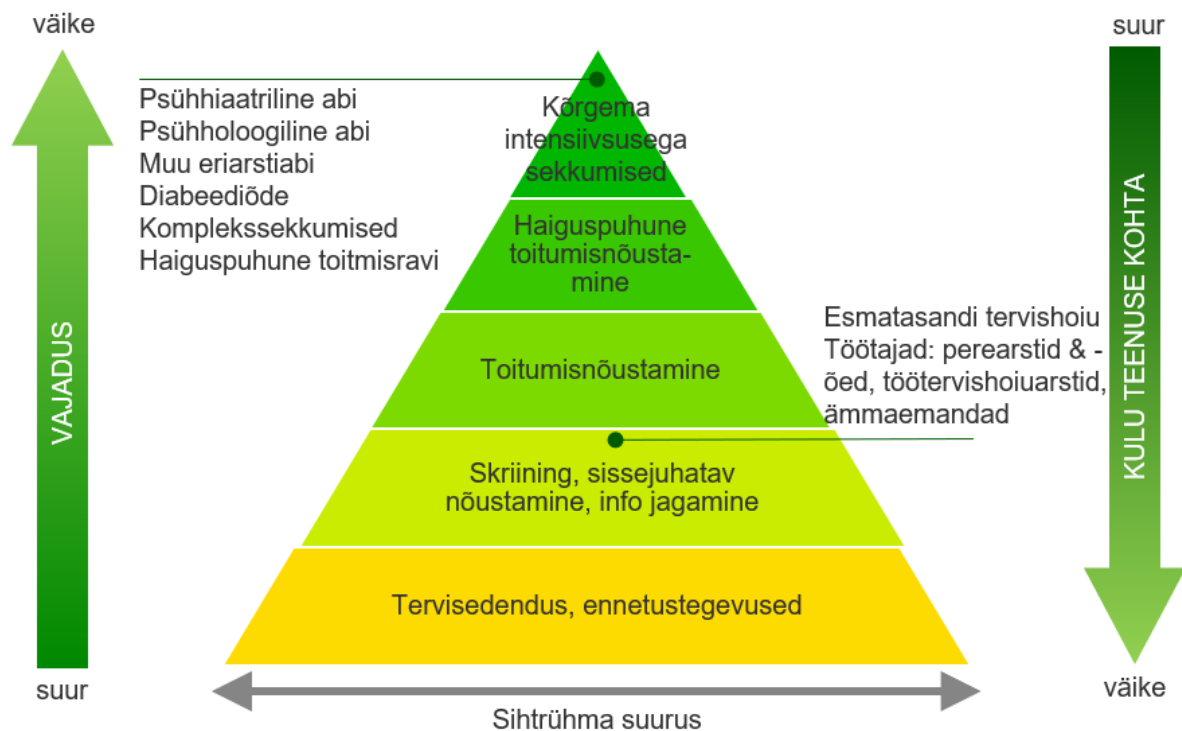 väike
suur
Psühhiaatriline abi
Psühholoogiline abi
Muu eriarstiabi
Diabeediõde
Komplekssekkumised
Haiguspuhune toitmisravi
Kõrgema
intensiivsusega
sekkumised
Haiguspuhune
toitumisnõusta-
mine
Esmatasandi tervishoiu
Töötajad: perearstid & -
õed, töötervishoiuarstid,
ämmaemandad
Toitumisnõustamine
VAJADUS
KULU TEENUSE KOHTA
Skriining, sissejuhatav
nõustamine, info jagamine
Tervisedendus, ennetustegevused
suur
väike
Sihtrühma suurus